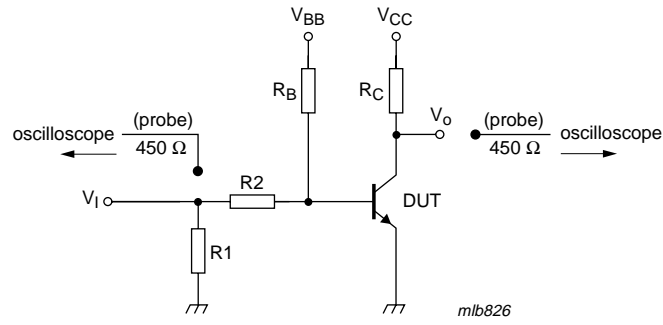 VBB
VCC
RB
RC
Vo
(probe)
oscilloscope
450 Ω
(probe)
oscilloscope
450 Ω
R2
VI
DUT
R1
mlb826